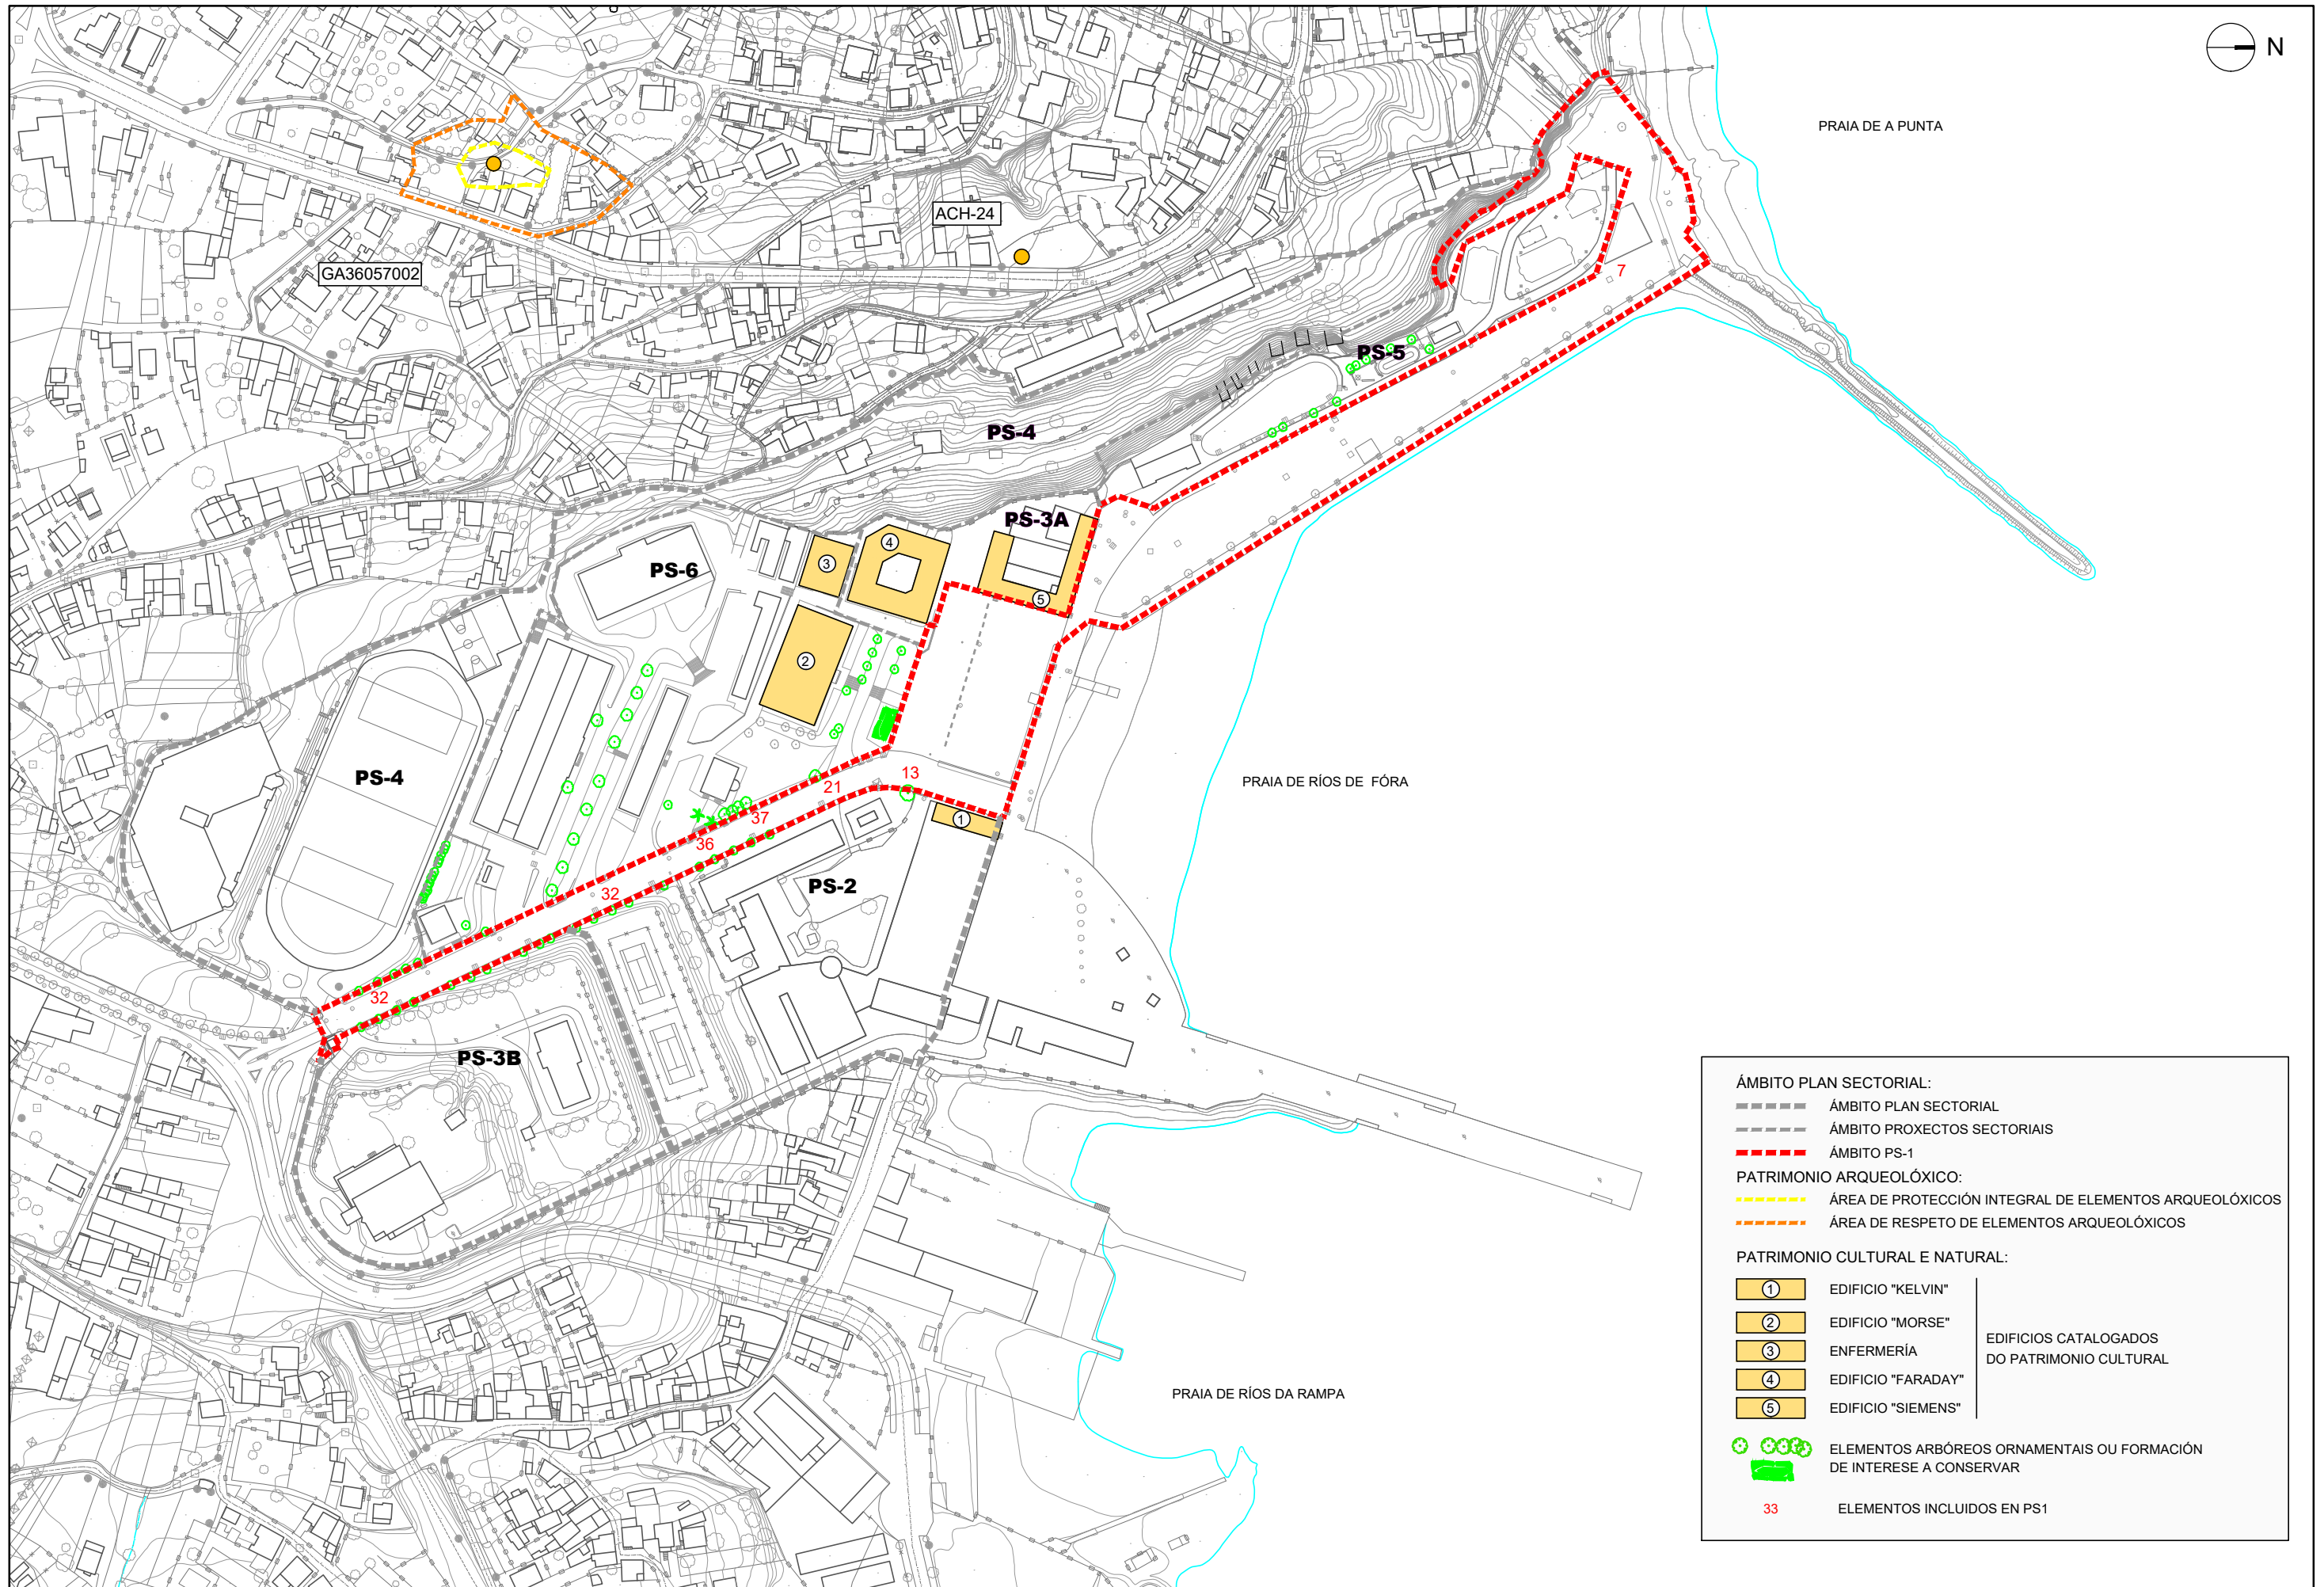 N
PRAIA DE A PUNTA
ACH-24
GA36057002
7
45.61
PS-5
PS-4
PS-3A
4
3
PS-6
5
2
PS-4
13
21
PRAIA DE RÍOS DE FÓRA
37
1
36
PS-2
32
32
PS-3B
PRAIA DE RÍOS DA RAMPA
ÁMBITO PLAN SECTORIAL:
ÁMBITO PLAN SECTORIAL
ÁMBITO PROXECTOS SECTORIAIS
ÁMBITO PS-1
PATRIMONIO ARQUEOLÓXICO:
ÁREA DE PROTECCIÓN INTEGRAL DE ELEMENTOS ARQUEOLÓXICOS
ÁREA DE RESPETO DE ELEMENTOS ARQUEOLÓXICOS
PATRIMONIO CULTURAL E NATURAL:
1 EDIFICIO "KELVIN"
2 EDIFICIO "MORSE"
3 ENFERMERÍA
4 EDIFICIO "FARADAY"
5 EDIFICIO "SIEMENS"
EDIFICIOS CATALOGADOS
DO PATRIMONIO CULTURAL
ELEMENTOS ARBÓREOS ORNAMENTAIS OU FORMACIÓN
DE INTERESE A CONSERVAR
33 ELEMENTOS INCLUIDOS EN PS1